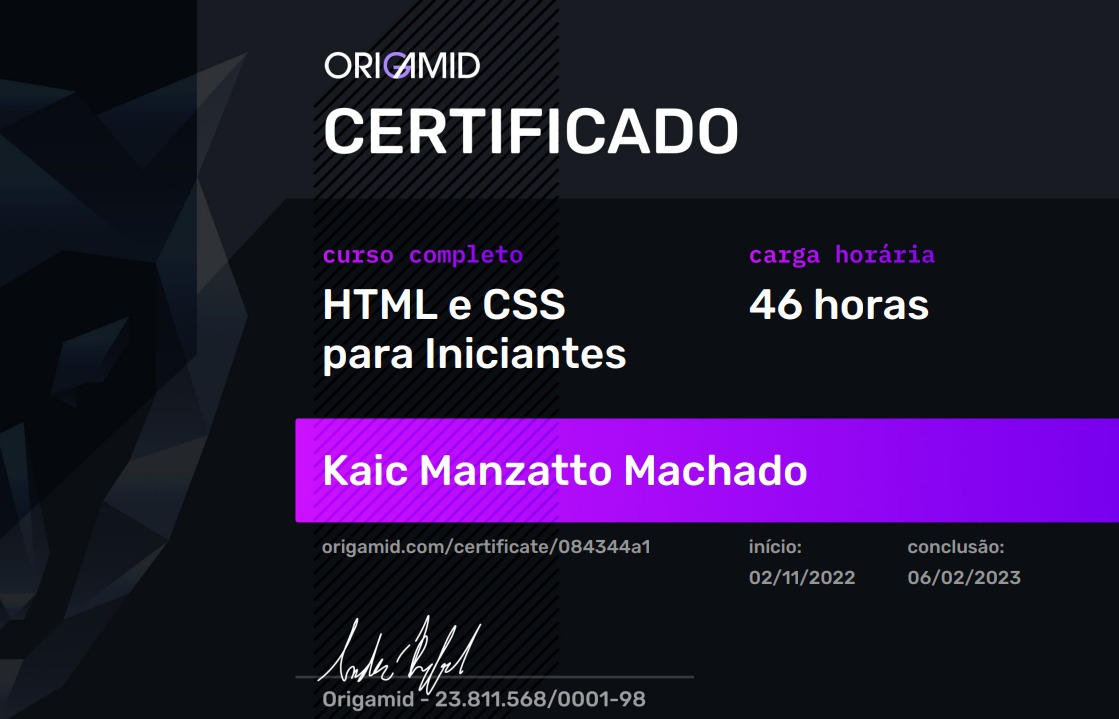 ORIGAMID
CERTIFICADO
curso completo
HTML e CSS
para Iniciantes
carga horária
46 horas
Kaic Manzatto Machado
origamid.com/certificate/084344a1
início:
02/11/2022
conclusão:
06/02/2023
Origamid - 23.811.568/0001-98